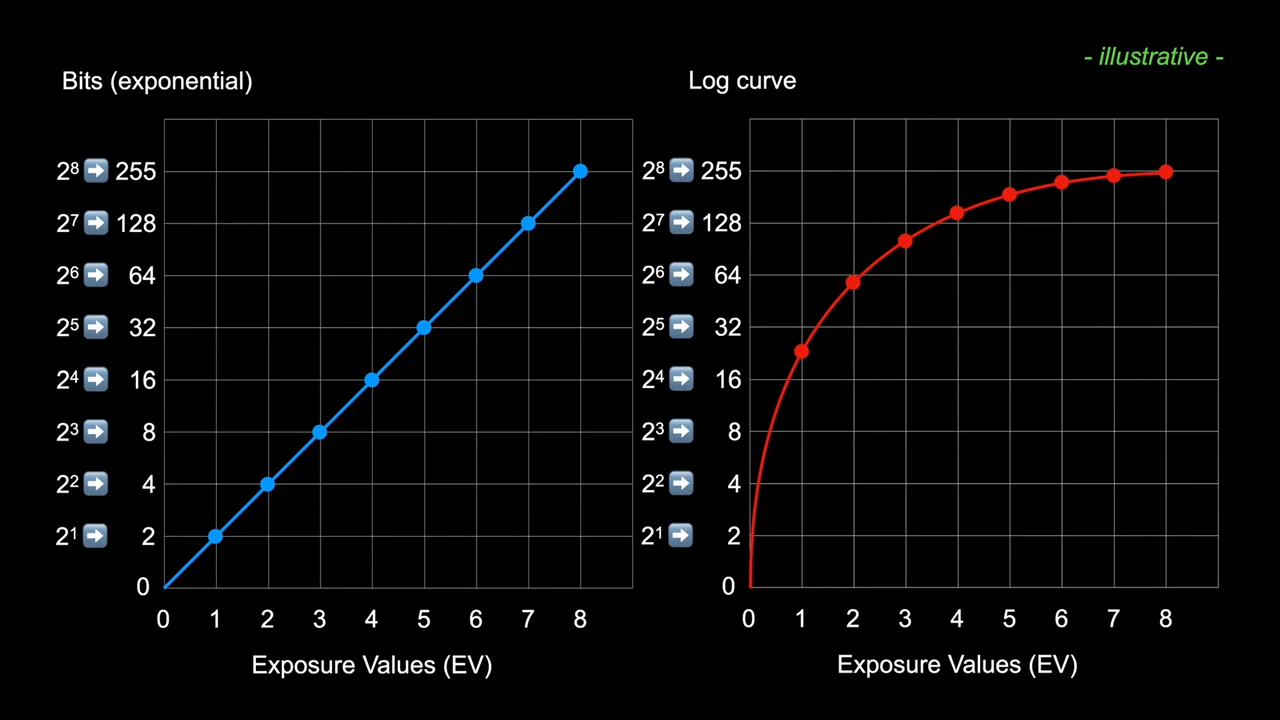 - illustrative -
Bits (exponential)
2⁸ ➡ 255
2⁷ ➡ 128
2⁶ ➡ 64
2⁵ ➡ 32
2⁴ ➡ 16
2³ ➡ 8
2² ➡ 4
2¹ ➡ 2
0
0 1 2 3 4 5 6 7 8
Exposure Values (EV)
Log curve
2⁸ ➡ 255
2⁷ ➡ 128
2⁶ ➡ 64
2⁵ ➡ 32
2⁴ ➡ 16
2³ ➡ 8
2² ➡ 4
2¹ ➡ 2
0
0 1 2 3 4 5 6 7 8
Exposure Values (EV)